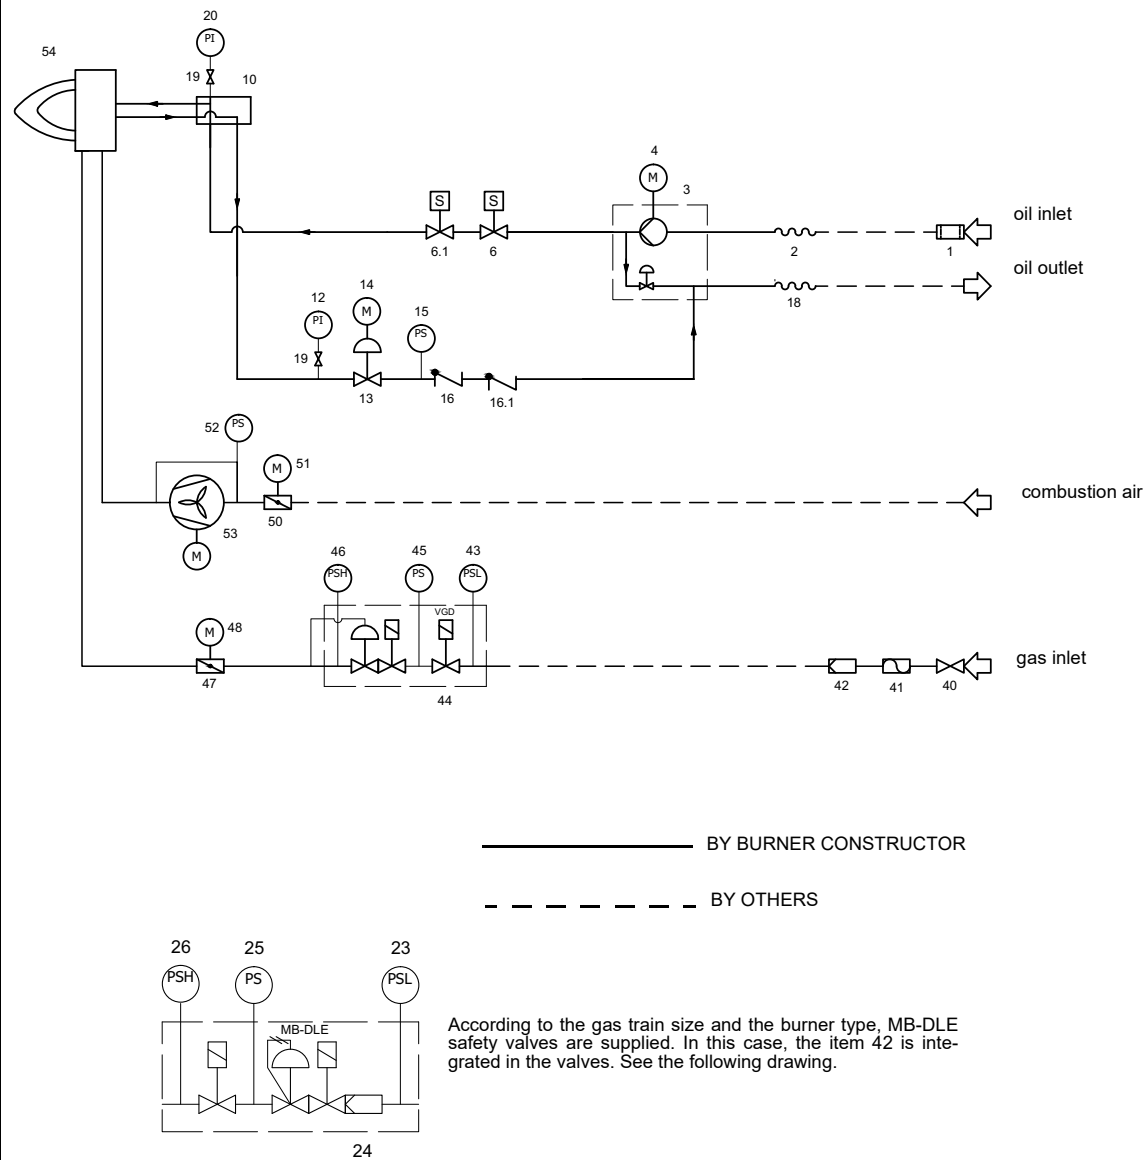 20
PI
54
19
10
4
M
3
S
S
oil inlet
6.1
6
2
1
oil outlet
14
12
M
15
18
PI
PS
19
13
16
16.1
52
PS
51
M
combustion air
50
53
M
46
45
43
PSH
PS
PSL
VGD
48
M
gas inlet
47
42
41
40
44
BY BURNER CONSTRUCTOR
BY OTHERS
26
25
23
PSH
PS
PSL
MB-DLE
According to the gas train size and the burner type, MB-DLE
safety valves are supplied. In this case, the item 42 is inte-
grated in the valves. See the following drawing.
24